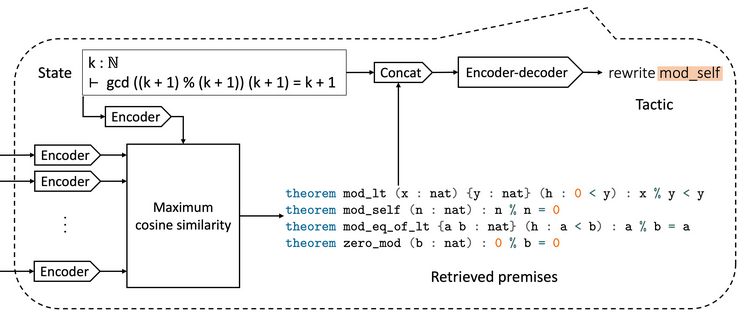 State
k : ℕ
⊢ gcd ((k + 1) % (k + 1)) (k + 1) = k + 1
Concat
Encoder-decoder
rewrite mod_self
Tactic
Encoder
Encoder
Encoder
⋮
Encoder
Maximum
cosine similarity
theorem mod_lt (x : nat) {y : nat} (h : 0 < y) : x % y < y
theorem mod_self (n : nat) : n % n = 0
theorem mod_eq_of_lt {a b : nat} (h : a < b) : a % b = a
theorem zero_mod (b : nat) : 0 % b = 0
Retrieved premises